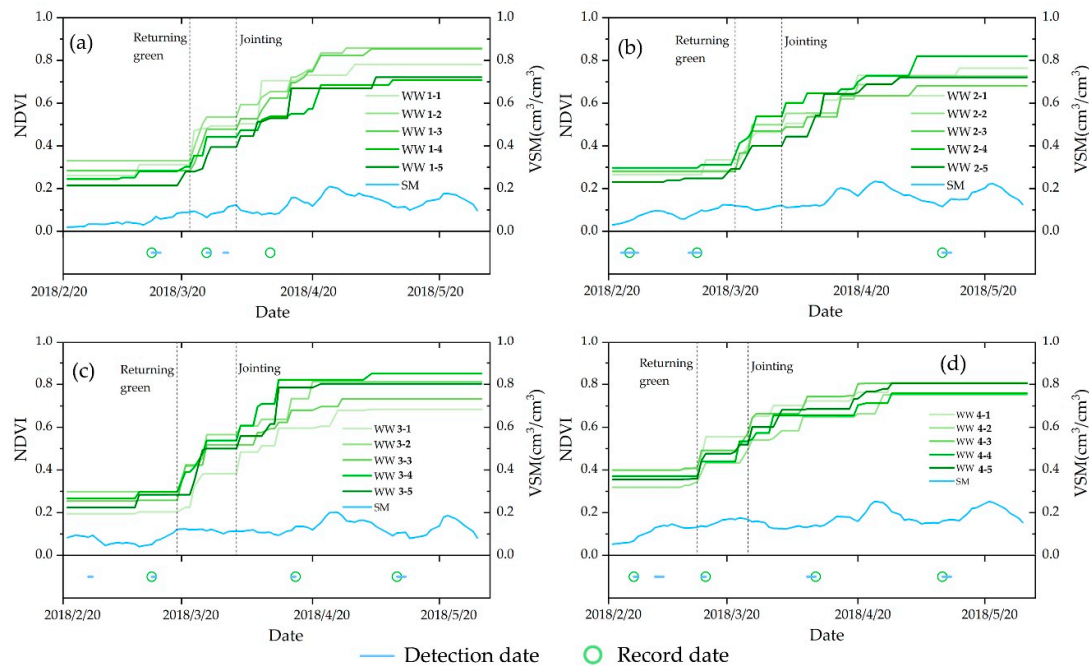 (a)
Returning
green
Jointing
NDVI
1.0
0.8
0.6
0.4
0.2
0.0
1.0
0.8
0.6
0.4
0.2
0.0
VSM(cm³/cm³)
WW 1-1
WW 1-2
WW 1-3
WW 1-4
WW 1-5
SM
2018/2/20
2018/3/20
2018/4/20
2018/5/20
Date
(b)
Returning
green
Jointing
NDVI
1.0
0.8
0.6
0.4
0.2
0.0
1.0
0.8
0.6
0.4
0.2
0.0
VSM(cm³/cm³)
WW 2-1
WW 2-2
WW 2-3
WW 2-4
WW 2-5
SM
2018/2/20
2018/3/20
2018/4/20
2018/5/20
Date
(c)
Returning
green
Jointing
NDVI
1.0
0.8
0.6
0.4
0.2
0.0
1.0
0.8
0.6
0.4
0.2
0.0
VSM(cm³/cm³)
WW 3-1
WW 3-2
WW 3-3
WW 3-4
WW 3-5
SM
2018/2/20
2018/3/20
2018/4/20
2018/5/20
Date
(d)
Returning
green
Jointing
NDVI
1.0
0.8
0.6
0.4
0.2
0.0
1.0
0.8
0.6
0.4
0.2
0.0
VSM(cm³/cm³)
WW 4-1
WW 4-2
WW 4-3
WW 4-4
WW 4-5
SM
2018/2/20
2018/3/20
2018/4/20
2018/5/20
Date
Detection date
Record date